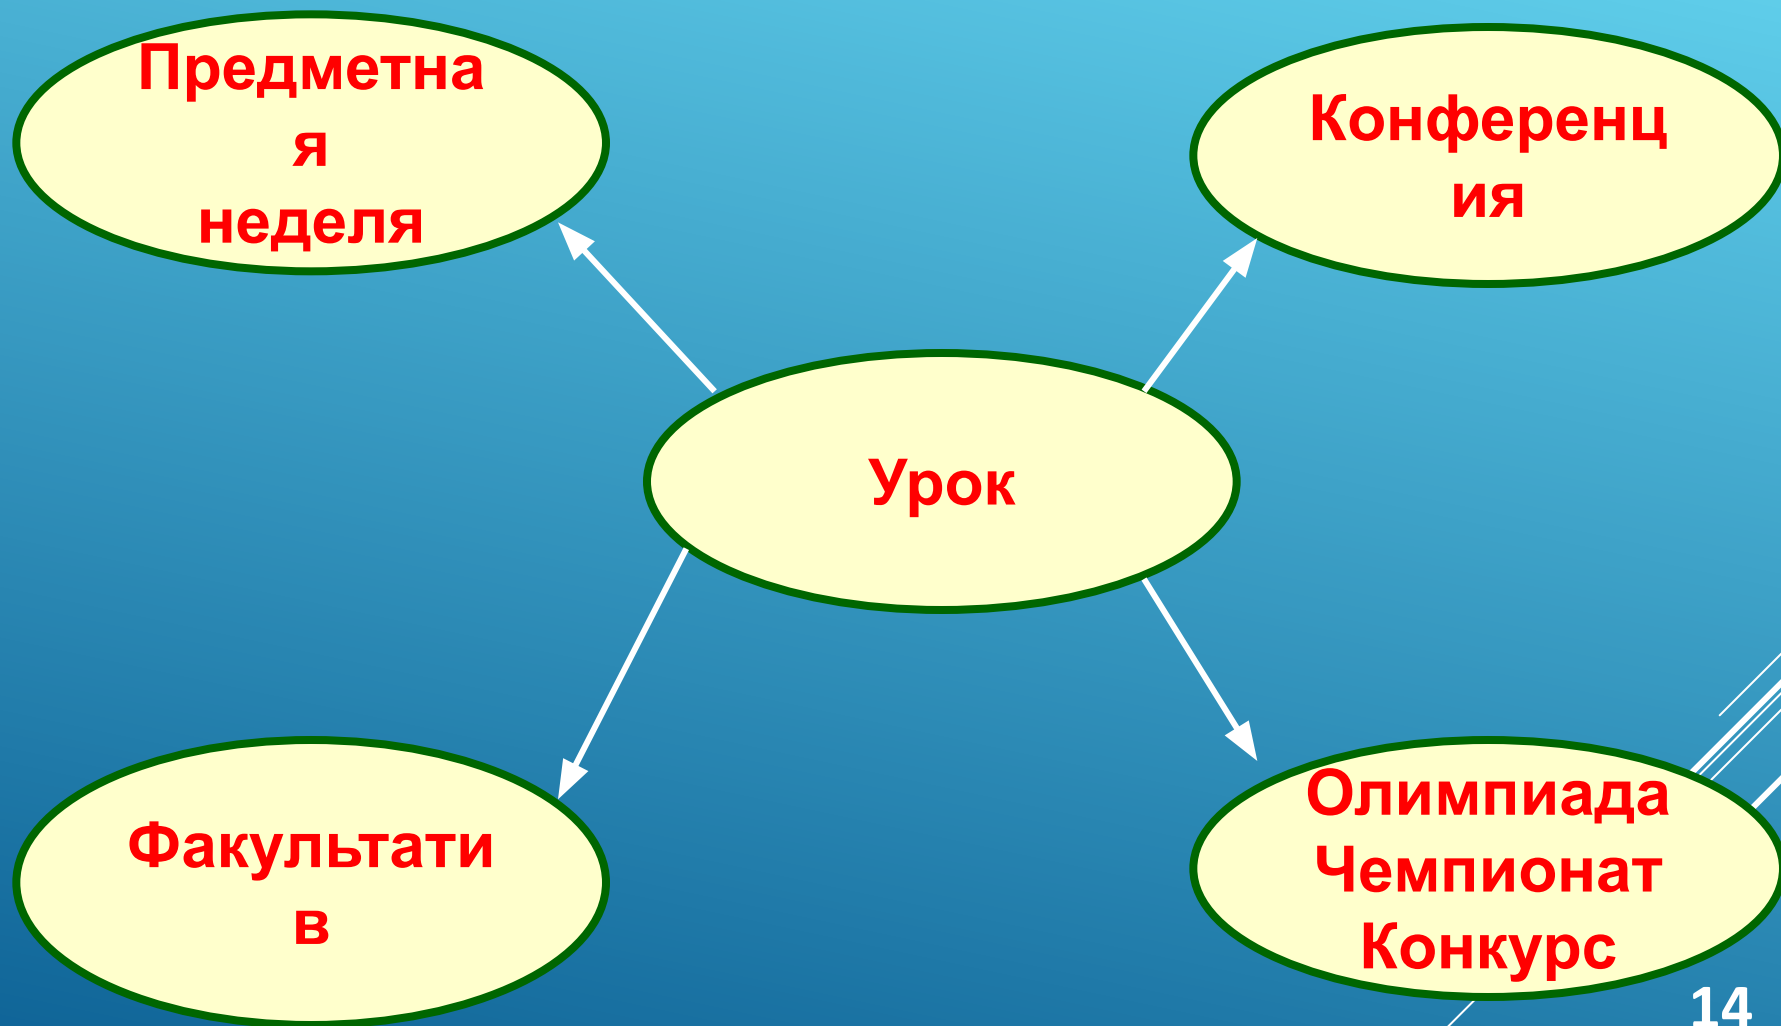 Предметна
я
неделя
Конференц
ия
Урок
Факультати
в
Олимпиада
Чемпионат
Конкурс
14